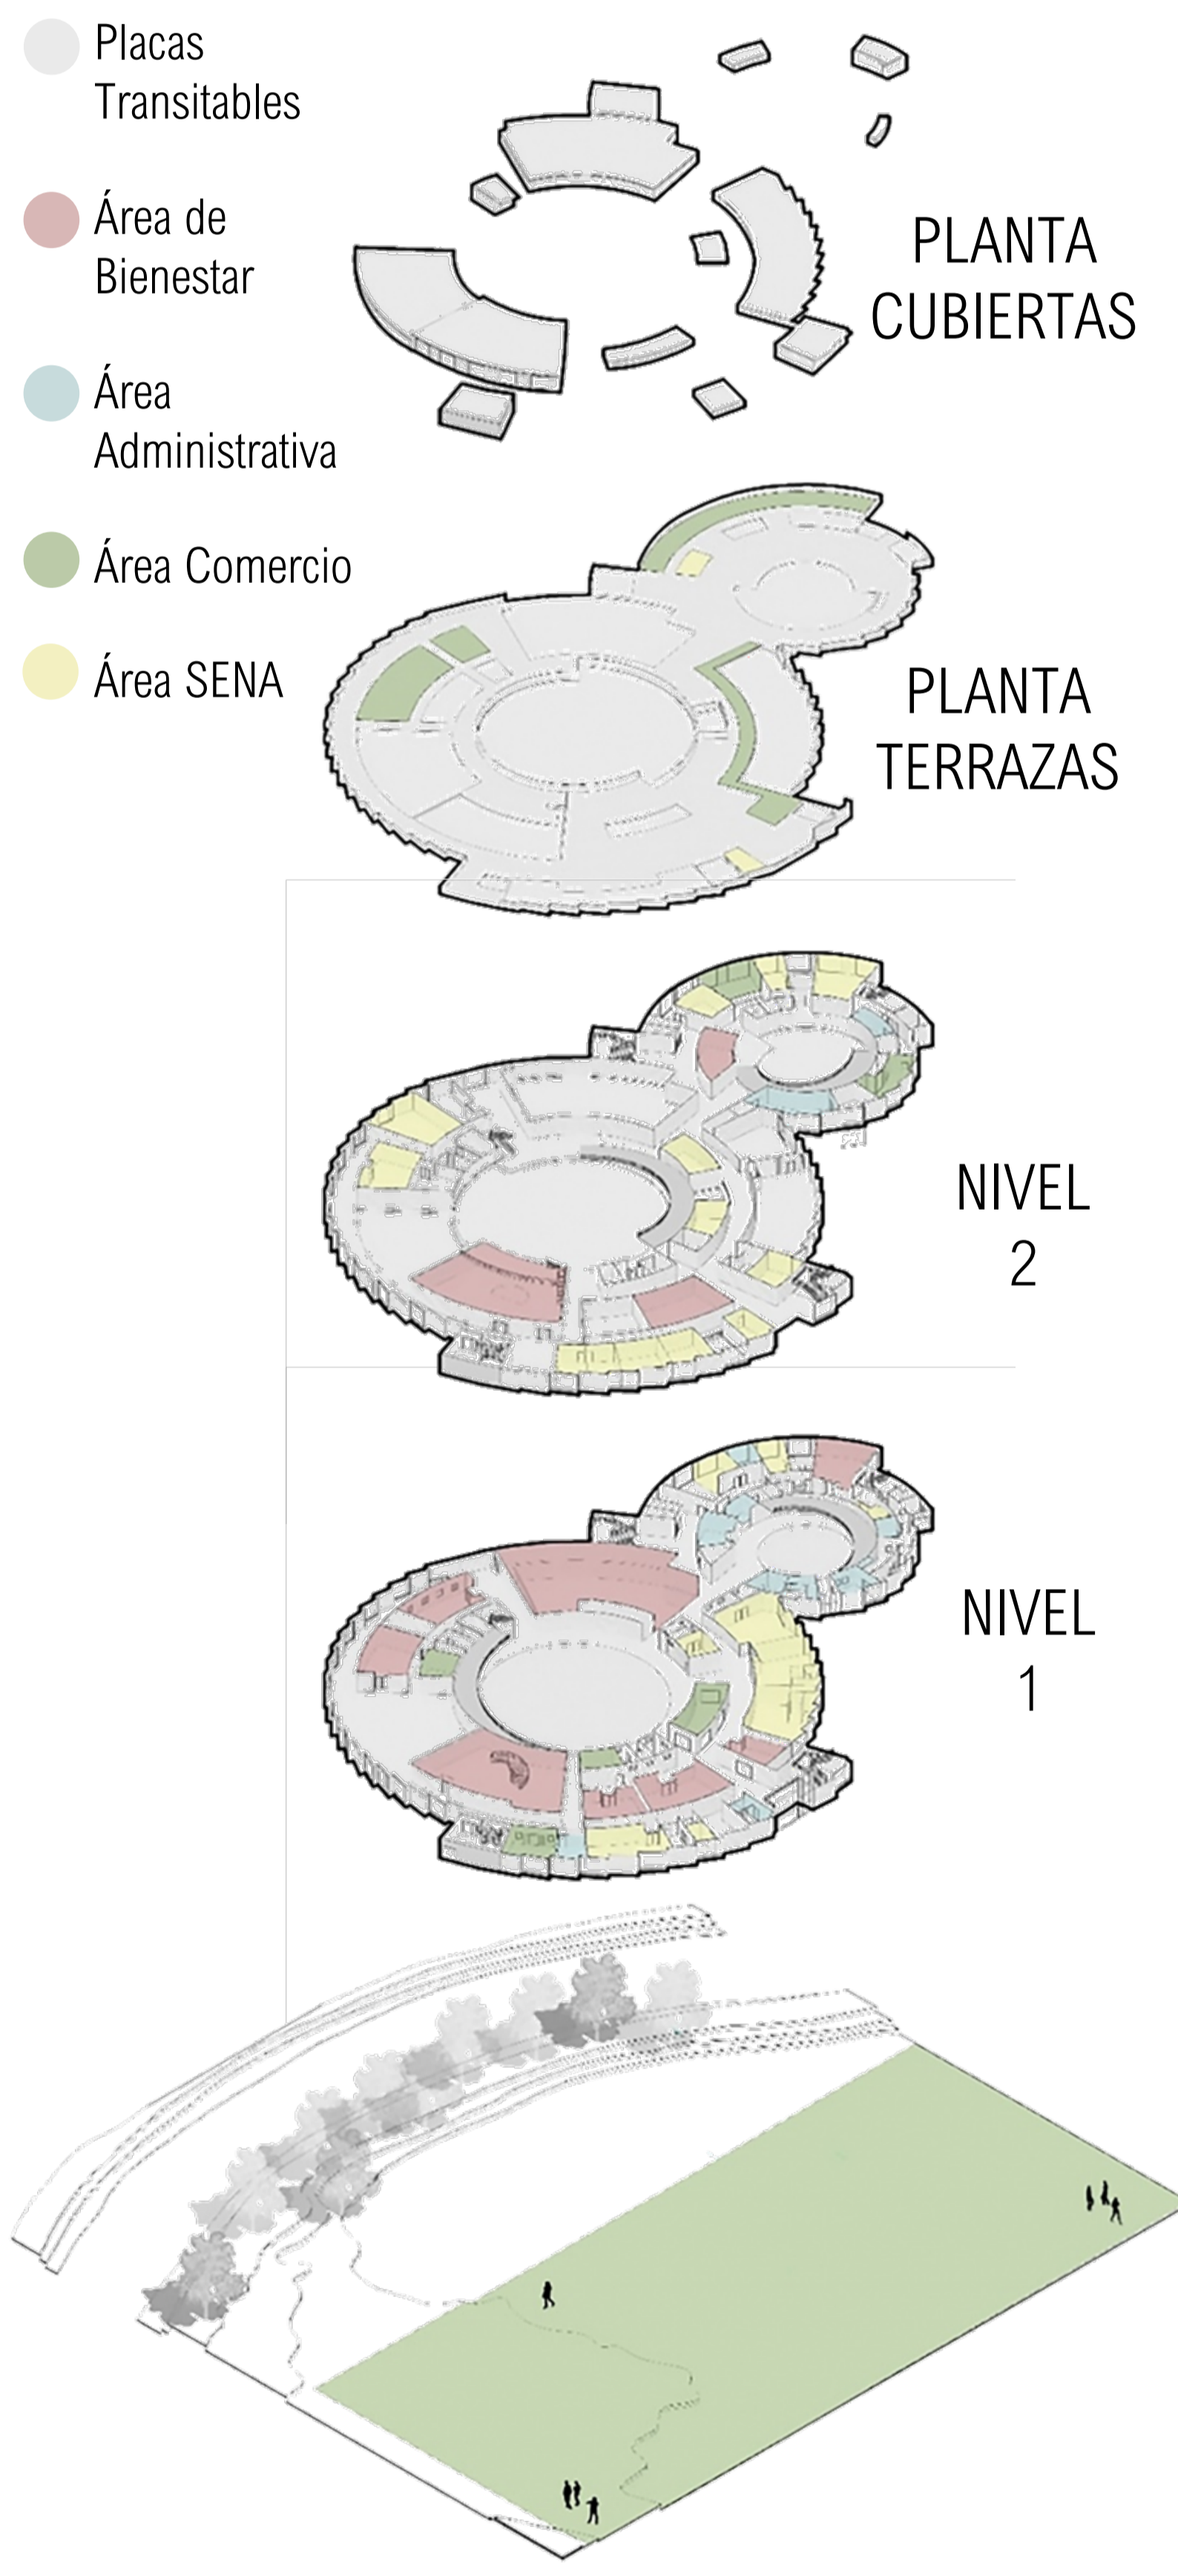 Placas
Transitables
Área de
Bienestar
Área
Administrativa
Área Comercio
Área SENA
PLANTA
CUBIERTAS
PLANTA
TERRAZAS
NIVEL
2
NIVEL
1